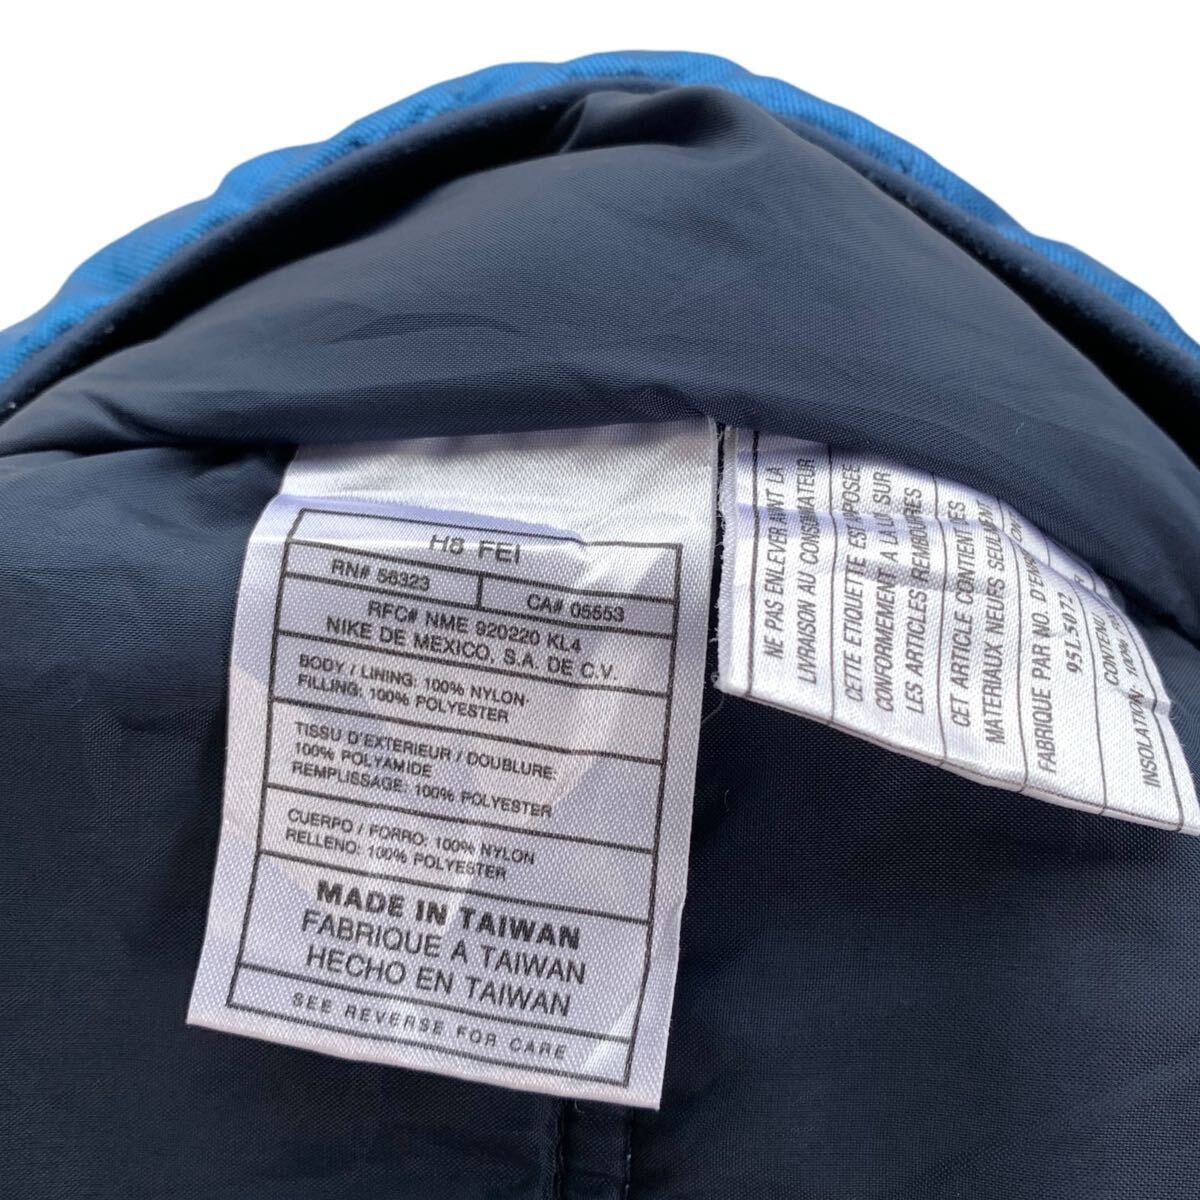 H8 FEI
RN# 56323
CA# 05553
RFC# NME 920220 KL4
NIKE DE MEXICO, S.A. DE C.V.
BODY / LINING: 100% NYLON
FILLING: 100% POLYESTER
TISSU D'EXTERIEUR / DOUBLURE:
100% POLYAMIDE
REMPLISSAGE: 100% POLYESTER
CUERPO / FORRO: 100% NYLON
RELLENO: 100% POLYESTER
MADE IN TAIWAN
FABRIQUE A TAIWAN
HECHO EN TAIWAN
SEE REVERSE FOR CARE
NE PAS ENLEVER AVANT LA
LIVRAISON AU CONSOMMATEUR
CETTE ETIQUETTE EST APPOSEE
CONFORMEMENT A LA LOI SUR
LES ARTICLES REMBOURRES
CET ARTICLE CONTIENT DES
MATERIAUX NEUFS SEULEMENT
FABRIQUE PAR NO. D'EN
95L5072
CONTENU
INSOLATION: 100%